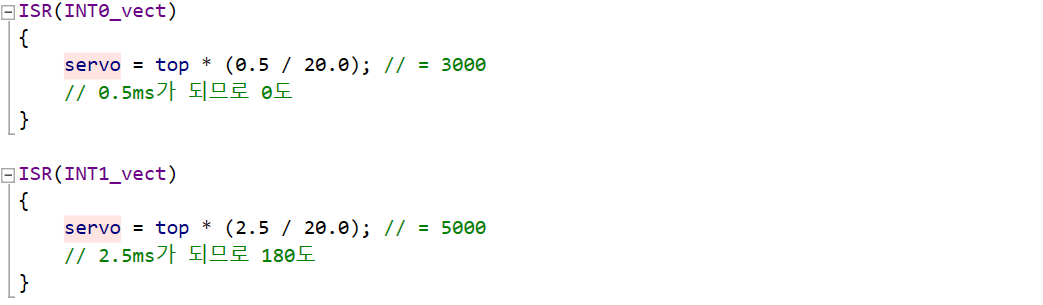 ISR(INT0_vect)
{
servo = top * (0.5 / 20.0); // = 3000
// 0.5ms가 되므로 0도
}
ISR(INT1_vect)
{
servo = top * (2.5 / 20.0); // = 5000
// 2.5ms가 되므로 180도
}